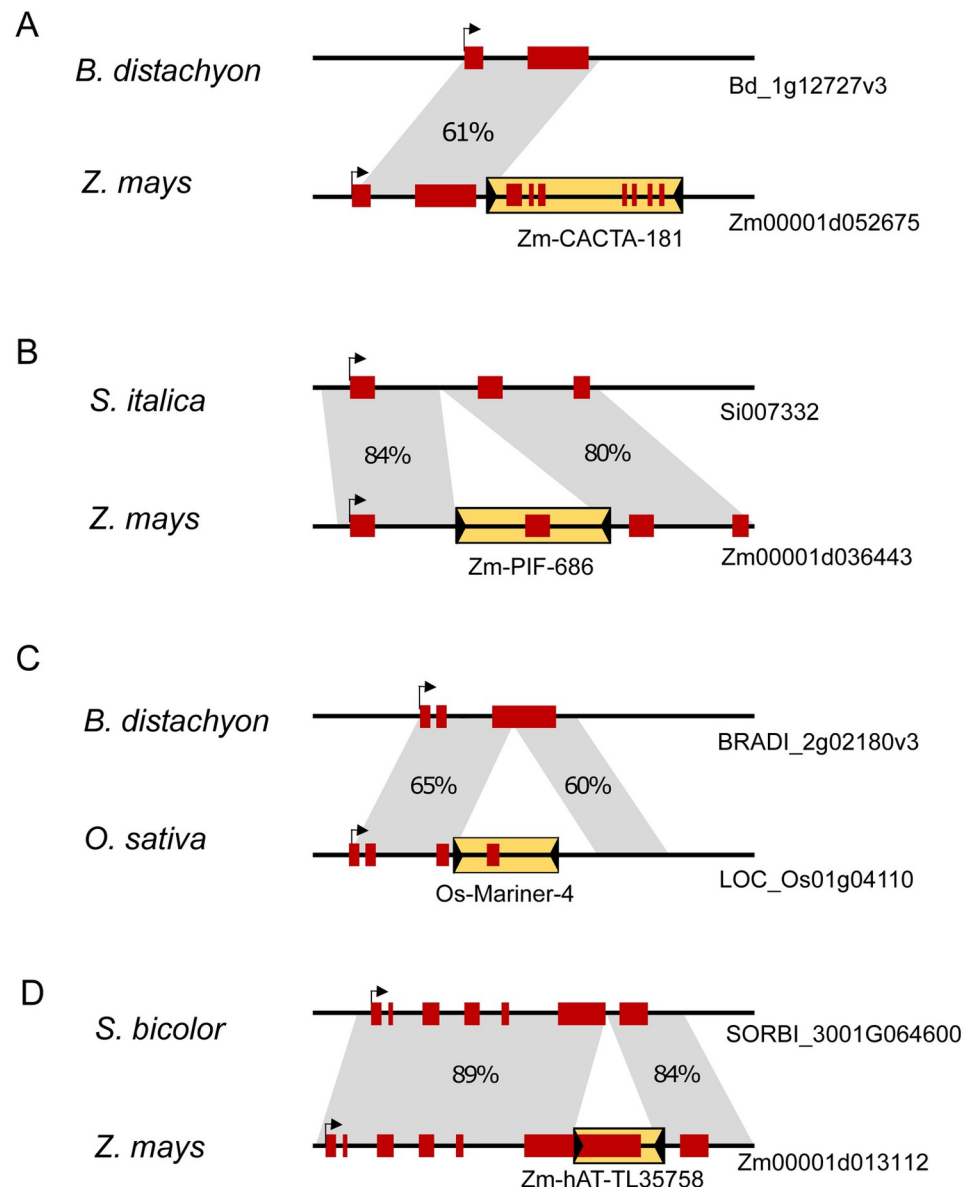 A
B. distachyon
Bd_1g12727v3
61%
Z. mays
Zm00001d052675
Zm-CACTA-181
B
S. italica
Si007332
84%
80%
Z. mays
Zm00001d036443
Zm-PIF-686
C
B. distachyon
BRADI_2g02180v3
65%
60%
O. sativa
LOC_Os01g04110
Os-Mariner-4
D
S. bicolor
SORBI_3001G064600
89%
84%
Z. mays
Zm00001d013112
Zm-hAT-TL35758